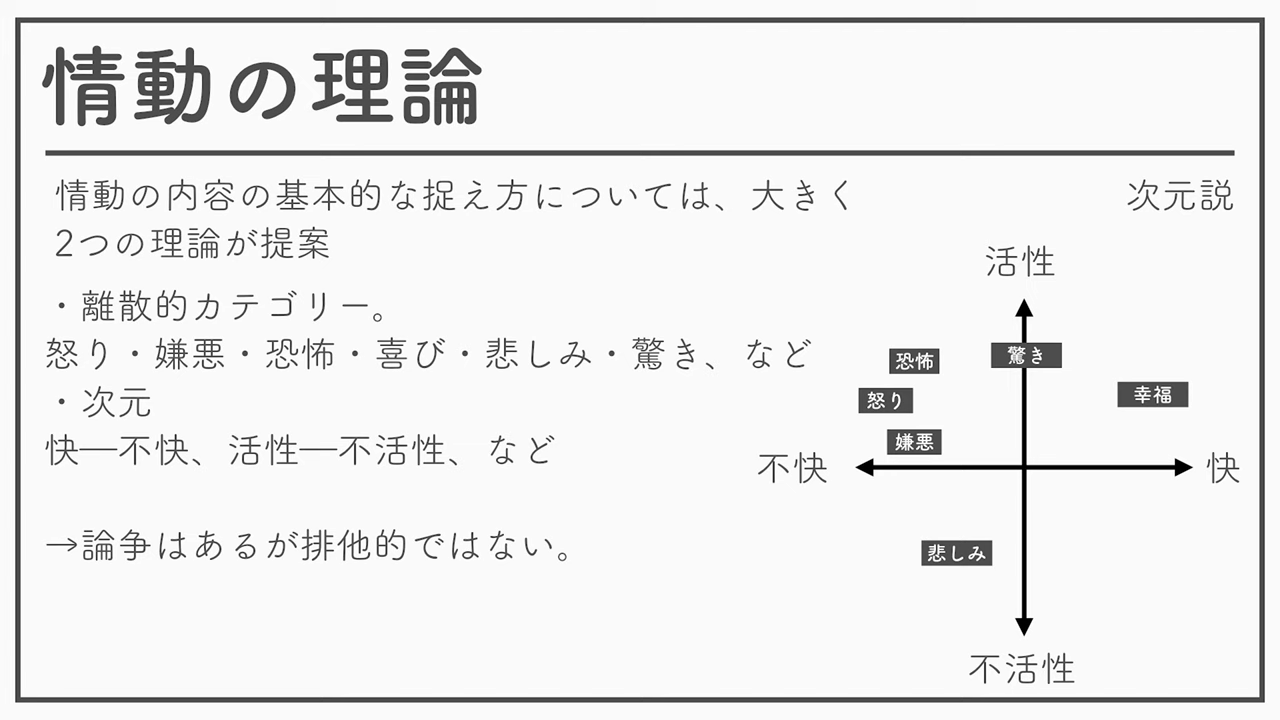 情動の理論
情動の内容の基本的な捉え方については、大きく
2つの理論が提案
・離散的カテゴリー。
怒り・嫌悪・恐怖・喜び・悲しみ・驚き、など
・次元
快―不快、活性―不活性、など
→論争はあるが排他的ではない。
次元説
活性
驚き
恐怖
幸福
怒り
嫌悪
不快
快
悲しみ
不活性